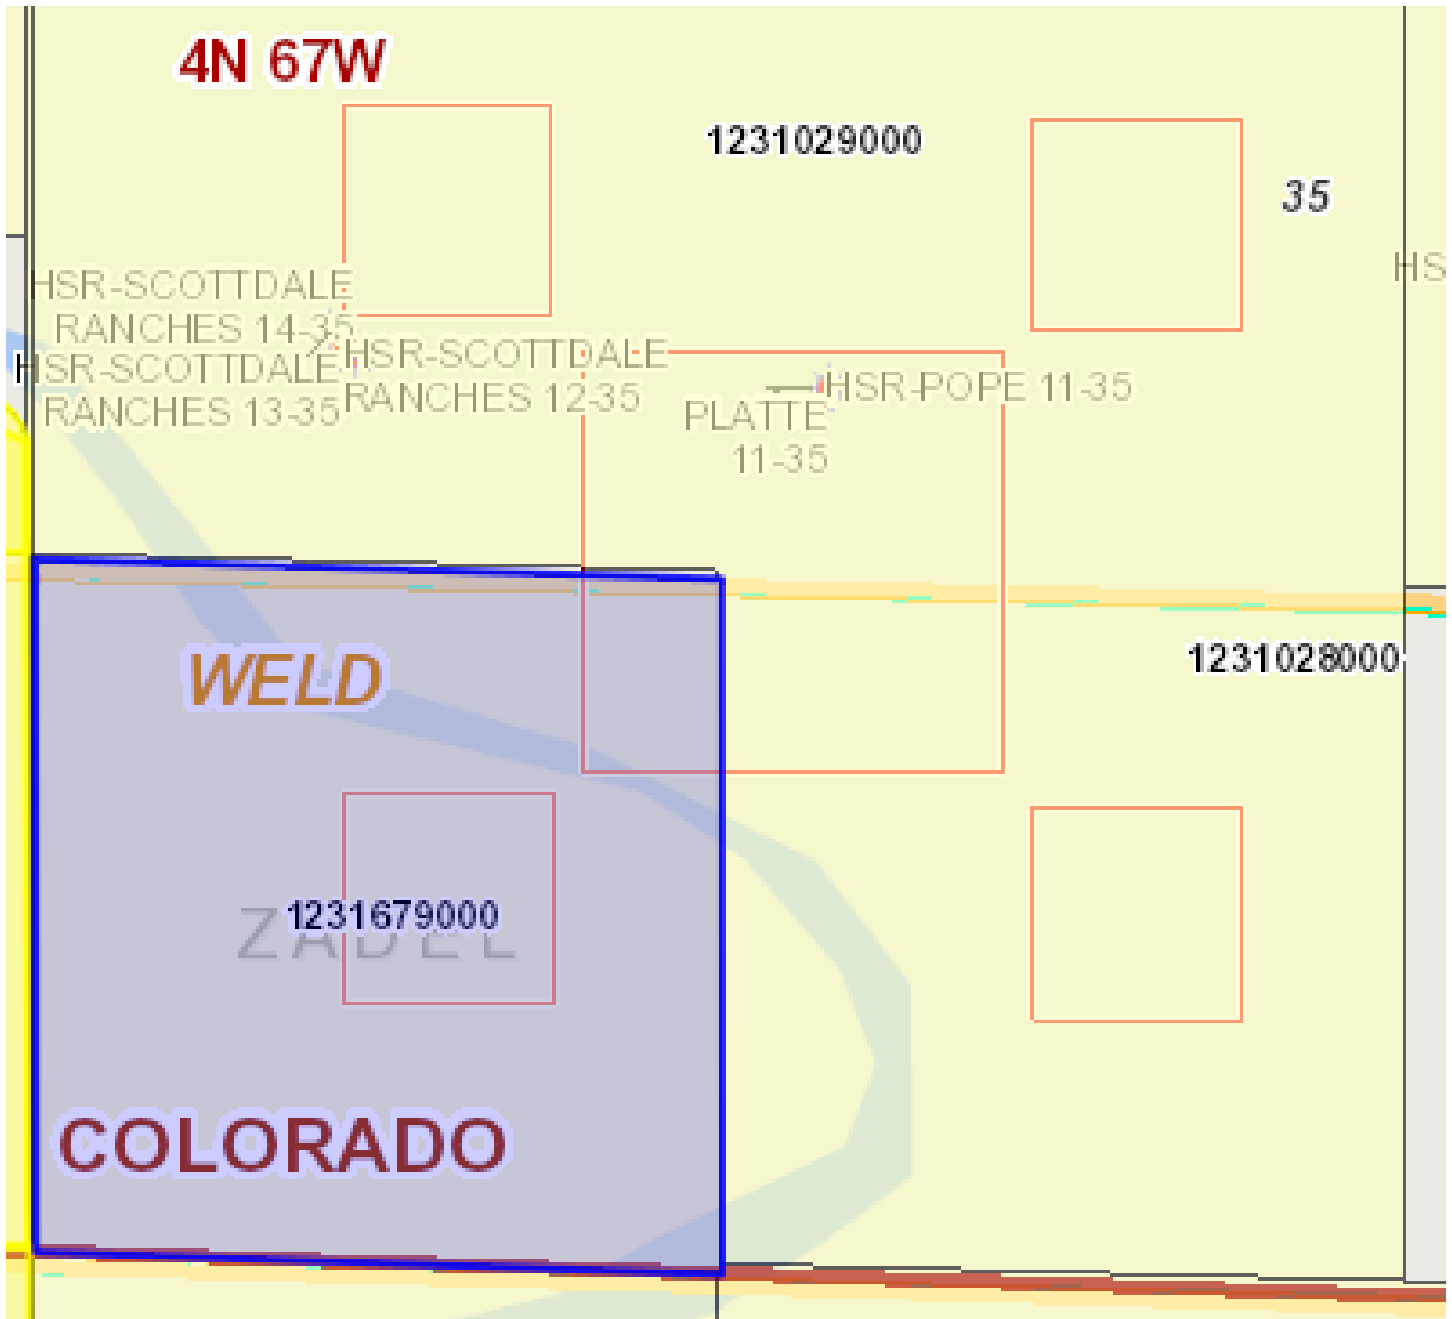 4N 67W
1231029000
35
HS
HSR-SCOTTDALE
RANCHES 14-35
HSR-SCOTTDALE
RANCHES 13-35
HSR-SCOTTDALE
RANCHES 12-35
HSR-POPE 11-35
PLATTE
11-35
1231028000
WELD
1231679000
ZADEL
COLORADO